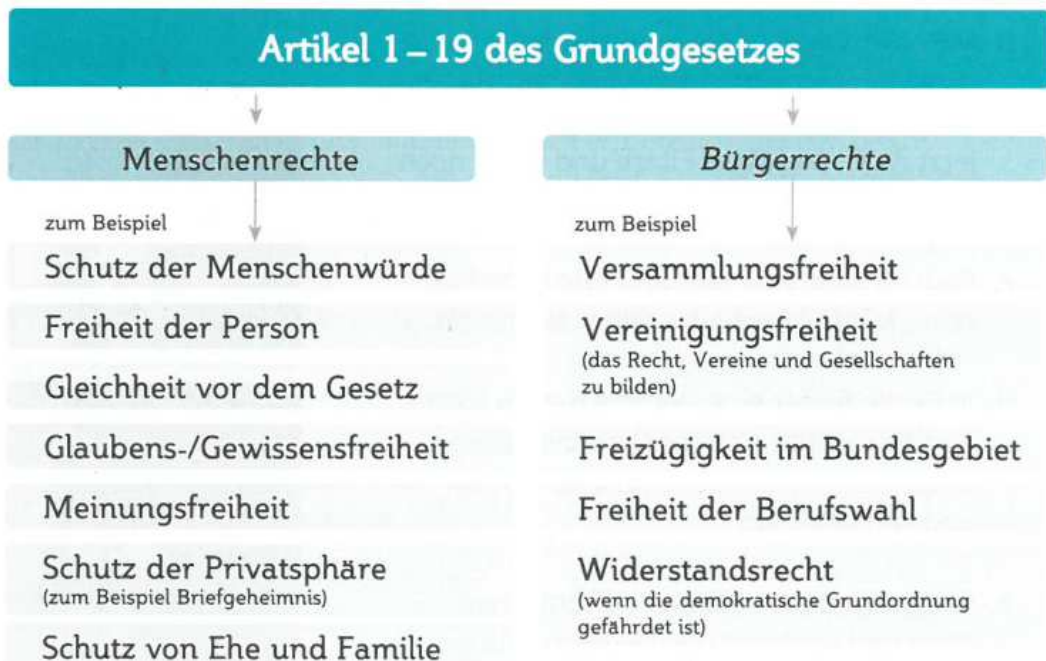 Artikel 1 – 19 des Grundgesetzes
Menschenrechte
zum Beispiel
Schutz der Menschenwürde
Freiheit der Person
Gleichheit vor dem Gesetz
Glaubens-/Gewissensfreiheit
Meinungsfreiheit
Schutz der Privatsphäre
(zum Beispiel Briefgeheimnis)
Schutz von Ehe und Familie
Bürgerrechte
zum Beispiel
Versammlungsfreiheit
Vereinigungsfreiheit
(das Recht, Vereine und Gesellschaften
zu bilden)
Freizügigkeit im Bundesgebiet
Freiheit der Berufswahl
Widerstandsrecht
(wenn die demokratische Grundordnung
gefährdet ist)